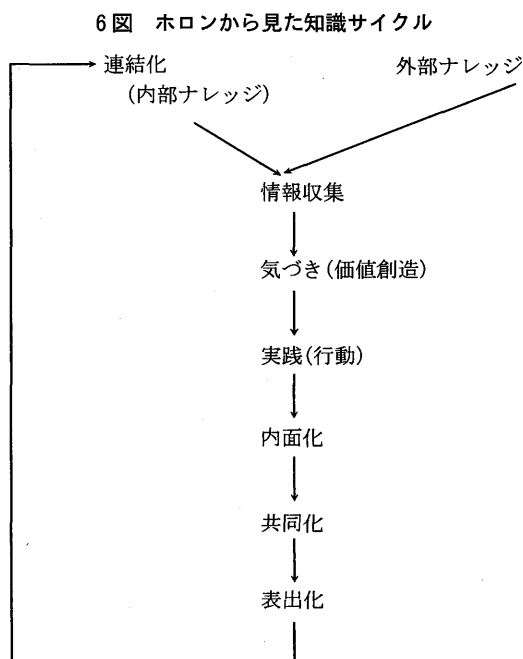 6図 ホロンから見た知識サイクル
連結化
(内部ナレッジ)
外部ナレッジ
情報収集
気づき(価値創造)
実践(行動)
内面化
共同化
表出化